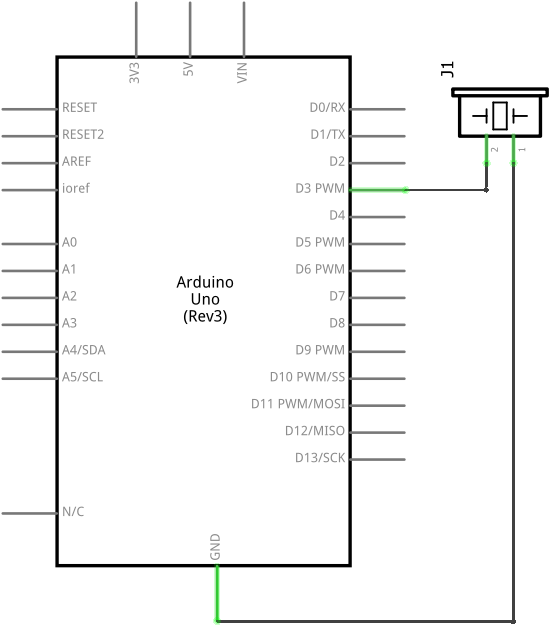 3V3
5V
VIN
J1
RESET
RESET2
AREF
ioref
A0
A1
A2
A3
A4/SDA
A5/SCL
N/C
Arduino
Uno
(Rev3)
D0/RX
D1/TX
D2
D3 PWM
D4
D5 PWM
D6 PWM
D7
D8
D9 PWM
D10 PWM/SS
D11 PWM/MOSI
D12/MISO
D13/SCK
GND
2
1